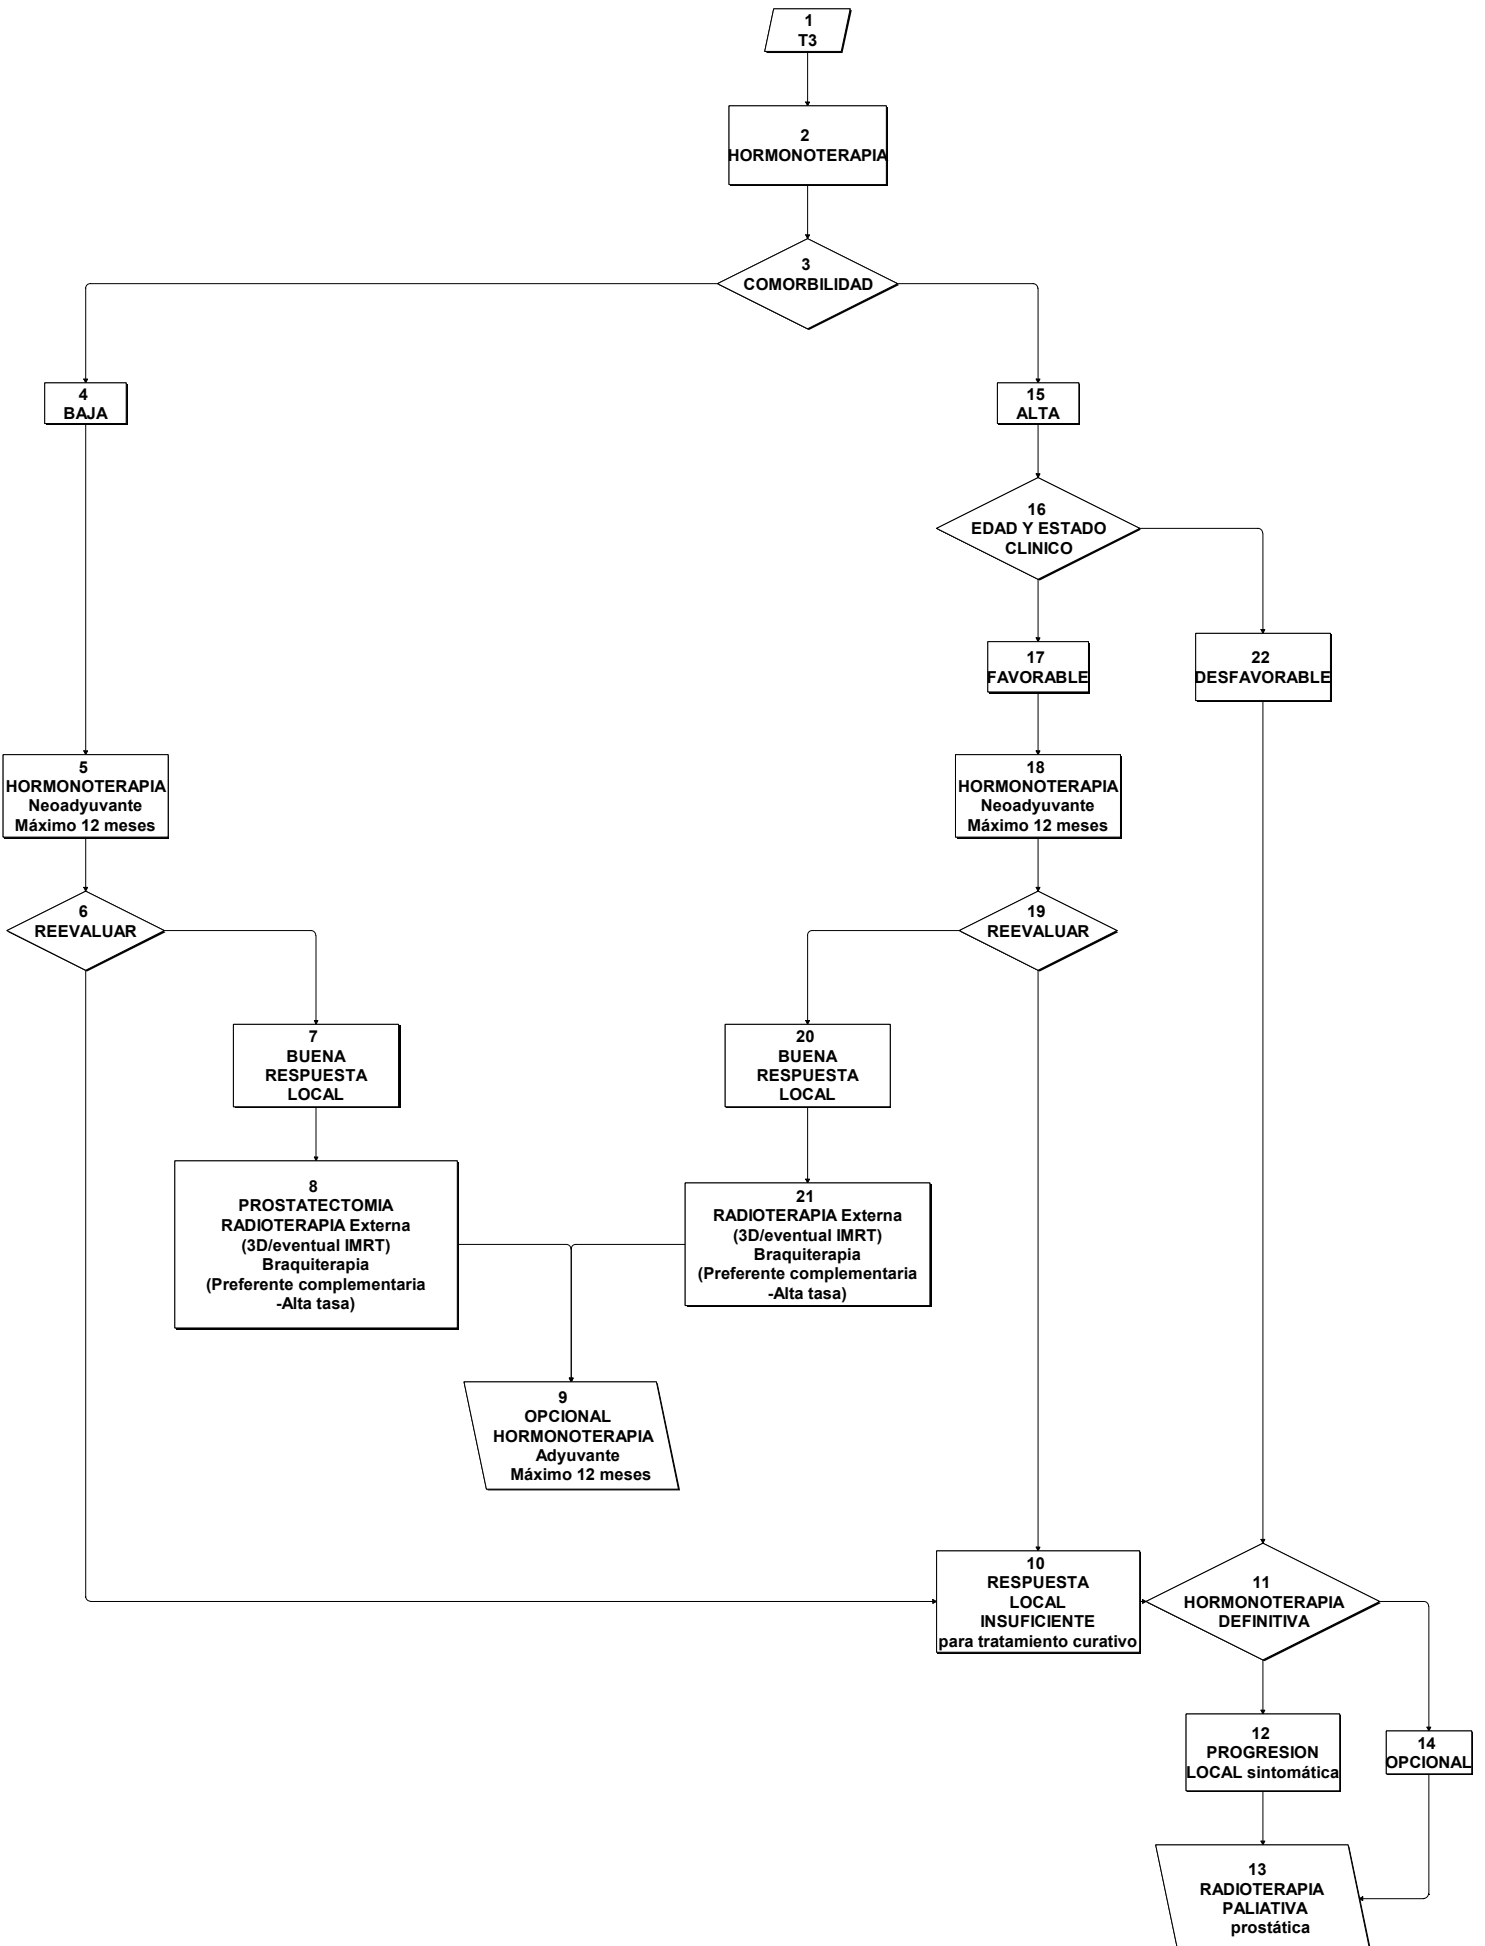 1
T3
2
HORMONOTERAPIA
3
COMORBILIDAD
4
BAJA
15
ALTA
16
EDAD Y ESTADO
CLINICO
17
FAVORABLE
22
DESFAVORABLE
5
HORMONOTERAPIA
Neoadyuvante
Máximo 12 meses
18
HORMONOTERAPIA
Neoadyuvante
Máximo 12 meses
6
REEVALUAR
19
REEVALUAR
7
BUENA
RESPUESTA
LOCAL
20
BUENA
RESPUESTA
LOCAL
8
PROSTATECTOMIA
RADIOTERAPIA Externa
(3D/eventual IMRT)
Braquiterapia
(Preferente complementaria
-Alta tasa)
21
RADIOTERAPIA Externa
(3D/eventual IMRT)
Braquiterapia
(Preferente complementaria
-Alta tasa)
9
OPCIONAL
HORMONOTERAPIA
Adyuvante
Máximo 12 meses
10
RESPUESTA
LOCAL
INSUFICIENTE
para tratamiento curativo
11
HORMONOTERAPIA
DEFINITIVA
12
PROGRESION
LOCAL sintomática
14
OPCIONAL
13
RADIOTERAPIA
PALIATIVA
prostática